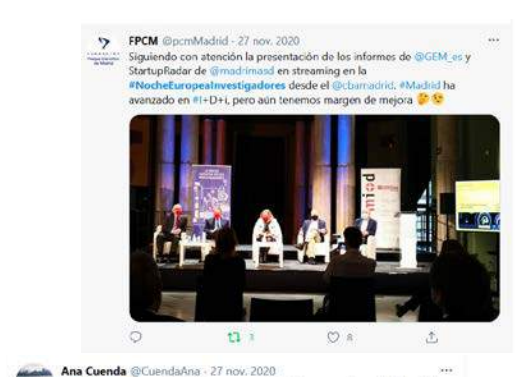 FPCM @pcmMadrid · 27 nov. 2020
Siguiendo con atención la presentación de los informes de @GEM_es y
StartupRadar de @madrimasd en streaming en la
#NocheEuropeaInvestigadores desde el @cbamadrid. #Madrid ha
avanzado en #I+D+i, pero aún tenemos margen de mejora
miod
3
8
Ana Cuenda @CuendaAna · 27 nov. 2020